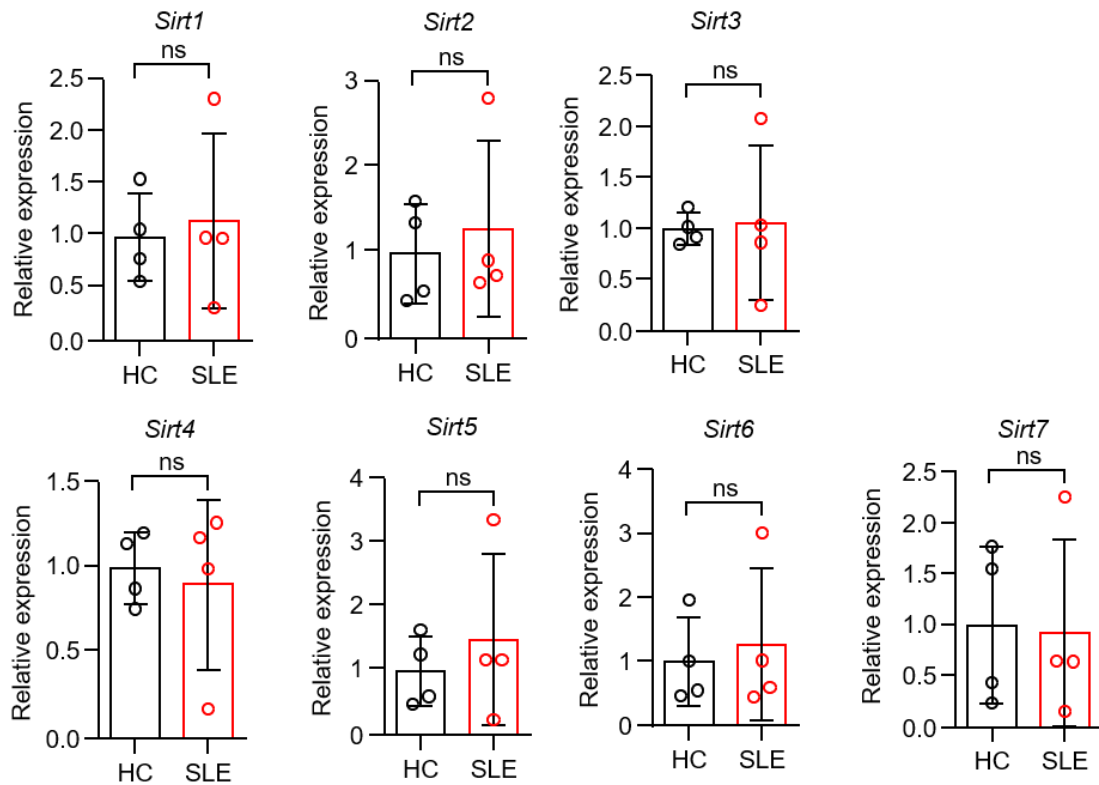 Sirt1
ns
Relative expression
2.5
2.0
1.5
1.0
0.5
0.0
HC SLE
Sirt2
ns
Relative expression
3
2
1
0
HC SLE
Sirt3
ns
Relative expression
2.5
2.0
1.5
1.0
0.5
0.0
HC SLE
Sirt4
ns
Relative expression
1.5
1.0
0.5
0.0
HC SLE
Sirt5
ns
Relative expression
4
3
2
1
0
HC SLE
Sirt6
ns
Relative expression
4
3
2
1
0
HC SLE
Sirt7
ns
Relative expression
2.5
2.0
1.5
1.0
0.5
0.0
HC SLE